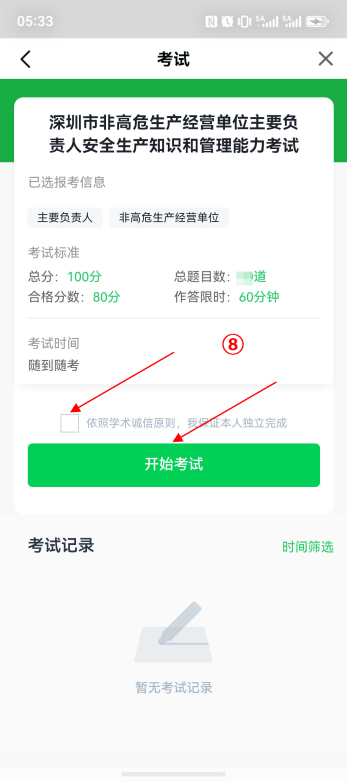 05:33
考试
深圳市非高危生产经营单位主要负
责人安全生产知识和管理能力考试
已选报考信息
主要负责人 非高危生产经营单位
考试标准
总分：100分 总题目数：道
合格分数：80分 作答限时：60分钟
考试时间
随到随考
⑧
依照学术诚信原则，我保证本人独立完成
开始考试
考试记录 时间筛选
暂无考试记录